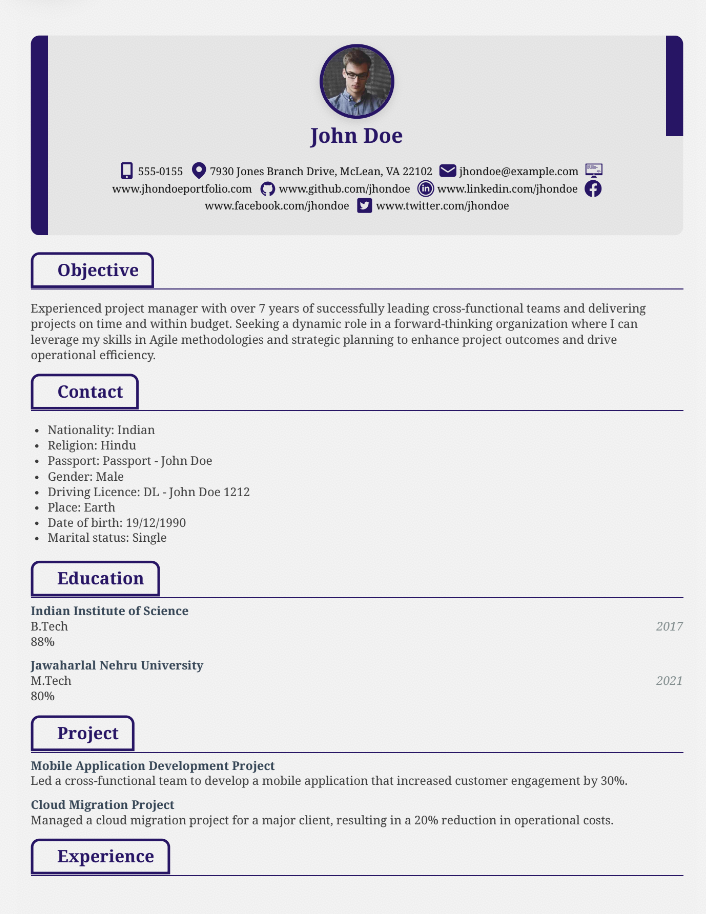 John Doe
555-0155 7930 Jones Branch Drive, McLean, VA 22102 jhondoe@example.com
www.jhondoeportfolio.com www.github.com/jhondoe www.linkedin.com/jhondoe
www.facebook.com/jhondoe www.twitter.com/jhondoe
Objective
Experienced project manager with over 7 years of successfully leading cross-functional teams and delivering
projects on time and within budget. Seeking a dynamic role in a forward-thinking organization where I can
leverage my skills in Agile methodologies and strategic planning to enhance project outcomes and drive
operational efficiency.
Contact
• Nationality: Indian
• Religion: Hindu
• Passport: Passport - John Doe
• Gender: Male
• Driving Licence: DL - John Doe 1212
• Place: Earth
• Date of birth: 19/12/1990
• Marital status: Single
Education
Indian Institute of Science
B.Tech 2017
88%
Jawaharlal Nehru University
M.Tech 2021
80%
Project
Mobile Application Development Project
Led a cross-functional team to develop a mobile application that increased customer engagement by 30%.
Cloud Migration Project
Managed a cloud migration project for a major client, resulting in a 20% reduction in operational costs.
Experience